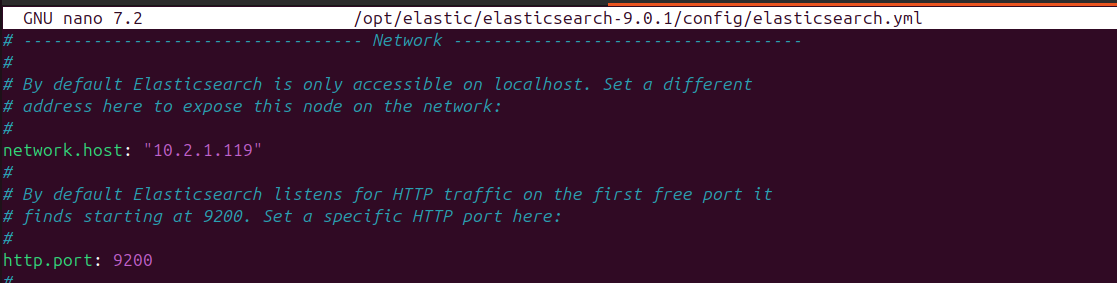 GNU nano 7.2 /opt/elastic/elasticsearch-9.0.1/config/elasticsearch.yml
# ---------------------------------- Network -----------------------------------
#
# By default Elasticsearch is only accessible on localhost. Set a different
# address here to expose this node on the network:
#
network.host: "10.2.1.119"
#
# By default Elasticsearch listens for HTTP traffic on the first free port it
# finds starting at 9200. Set a specific HTTP port here:
#
http.port: 9200
#